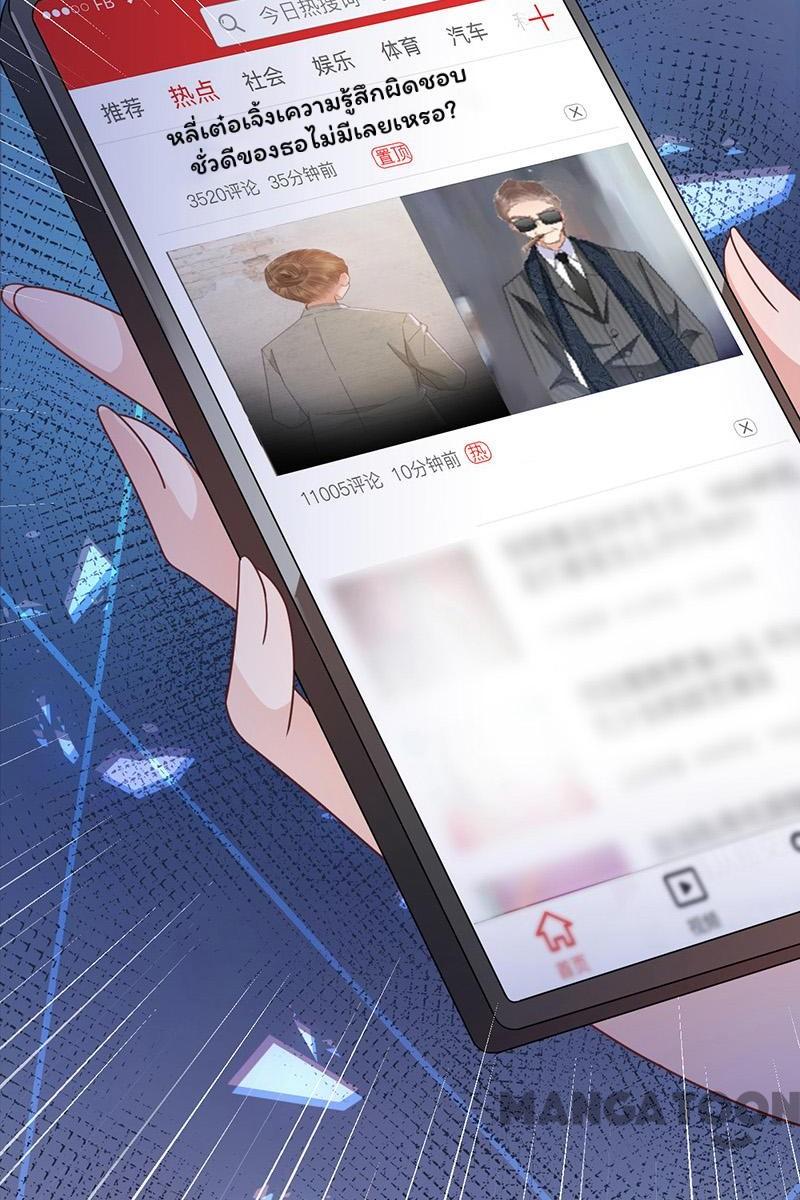 FB
今日热搜词
推荐 热点 社会 娱乐 体育 汽车
หลี่เต๋อเจิ้งความรู้สึกผิดชอบ
ชั่วดีของธอไม่มีเลยเหรอ?
3520评论 35分钟前 置顶
11005评论 10分钟前 热
首页 视频
MANGATOON